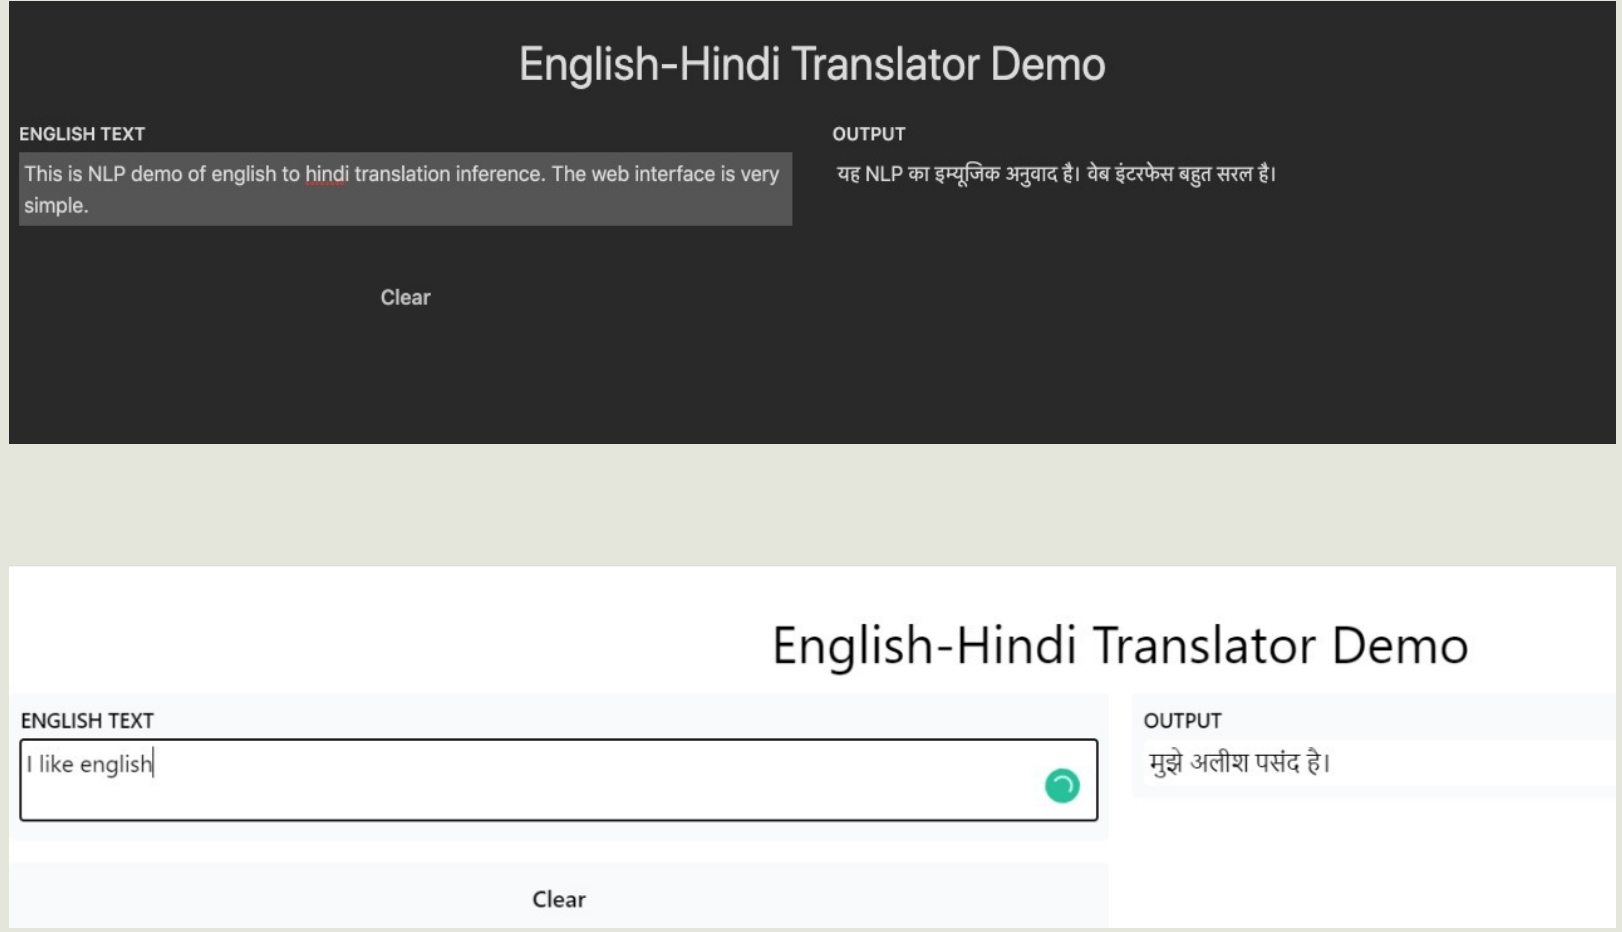 English-Hindi Translator Demo
ENGLISH TEXT
This is NLP demo of english to hindi translation inference. The web interface is very
simple.
Clear
OUTPUT
यह NLP का इम्यूजिक अनुवाद है। वेब इंटरफेस बहुत सरल है।
English-Hindi Translator Demo
ENGLISH TEXT
I like english
Clear
OUTPUT
मुझे अलीश पसंद है।